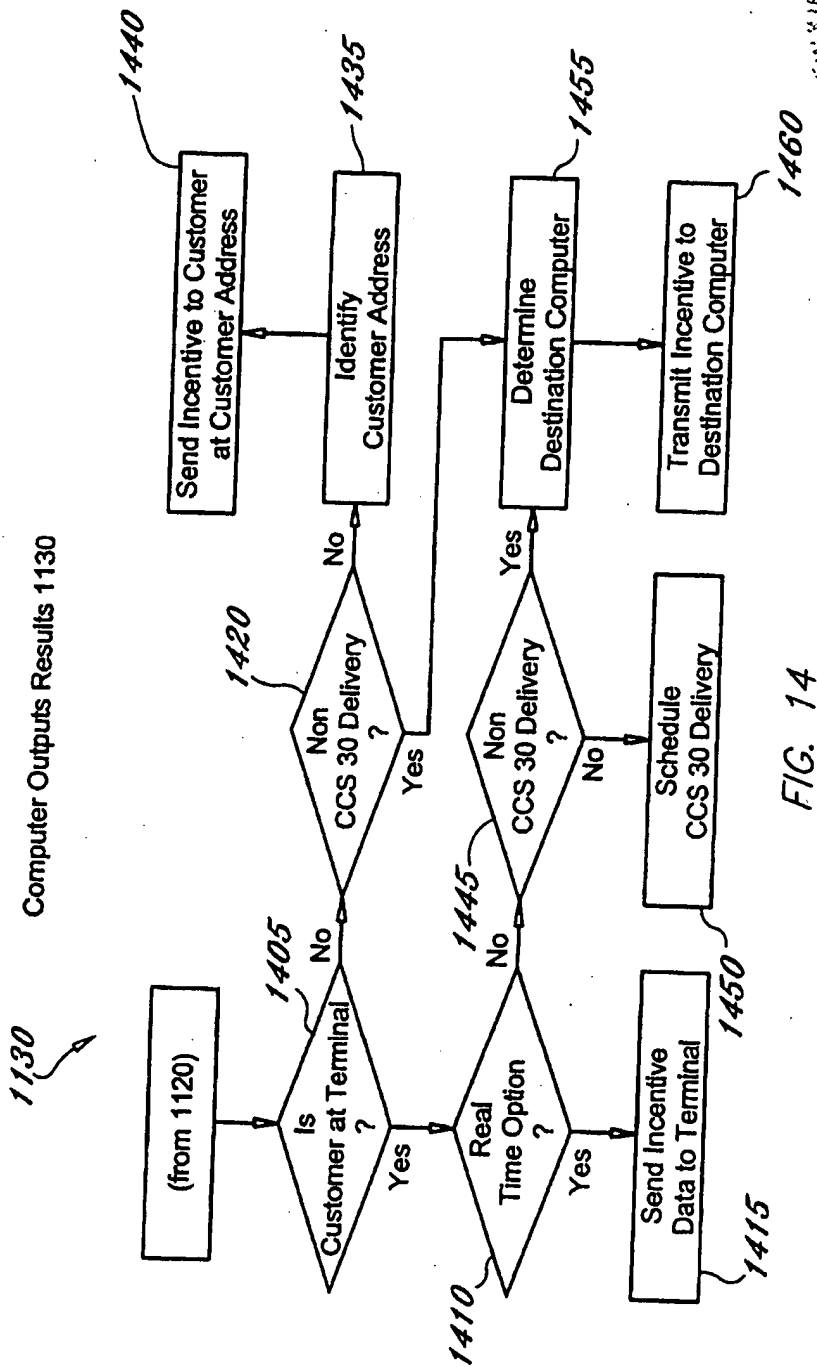 Computer Outputs Results 1130
1130
(from 1120)
1405
Is
Customer at Terminal
?
No
Yes
1420
Non
CCS 30 Delivery
?
No
Yes
1435
Identify
Customer Address
1440
Send Incentive to Customer
at Customer Address
1410
Real
Time Option
?
No
Yes
1415
Send Incentive
Data to Terminal
1445
Non
CCS 30 Delivery
?
Yes
No
1450
Schedule
CCS 30 Delivery
1455
Determine
Destination Computer
1460
Transmit Incentive to
Destination Computer
FIG. 14